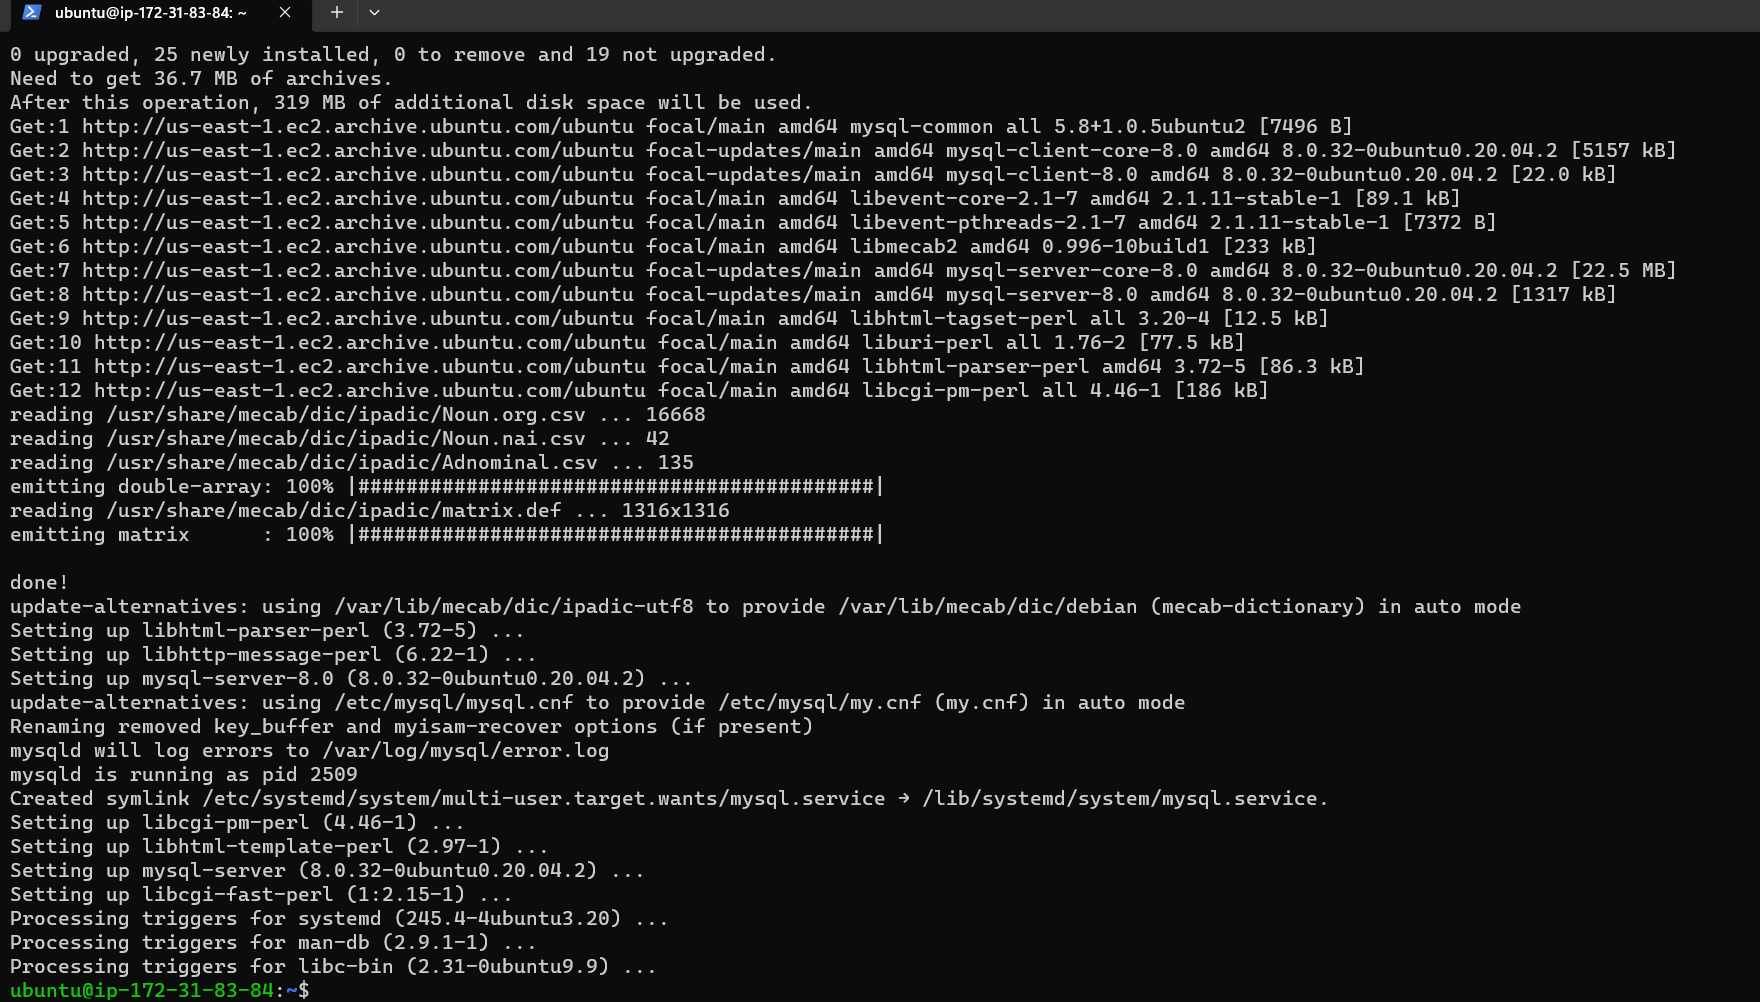 ubuntu@ip-172-31-83-84: ~
0 upgraded, 25 newly installed, 0 to remove and 19 not upgraded.
Need to get 36.7 MB of archives.
After this operation, 319 MB of additional disk space will be used.
Get:1 http://us-east-1.ec2.archive.ubuntu.com/ubuntu focal/main amd64 mysql-common all 5.8+1.0.5ubuntu2 [7496 B]
Get:2 http://us-east-1.ec2.archive.ubuntu.com/ubuntu focal-updates/main amd64 mysql-client-core-8.0 amd64 8.0.32-0ubuntu0.20.04.2 [5157 kB]
Get:3 http://us-east-1.ec2.archive.ubuntu.com/ubuntu focal-updates/main amd64 mysql-client-8.0 amd64 8.0.32-0ubuntu0.20.04.2 [22.0 kB]
Get:4 http://us-east-1.ec2.archive.ubuntu.com/ubuntu focal/main amd64 libevent-core-2.1-7 amd64 2.1.11-stable-1 [89.1 kB]
Get:5 http://us-east-1.ec2.archive.ubuntu.com/ubuntu focal/main amd64 libevent-pthreads-2.1-7 amd64 2.1.11-stable-1 [7372 B]
Get:6 http://us-east-1.ec2.archive.ubuntu.com/ubuntu focal/main amd64 libmecab2 amd64 0.996-10build1 [233 kB]
Get:7 http://us-east-1.ec2.archive.ubuntu.com/ubuntu focal-updates/main amd64 mysql-server-core-8.0 amd64 8.0.32-0ubuntu0.20.04.2 [22.5 MB]
Get:8 http://us-east-1.ec2.archive.ubuntu.com/ubuntu focal-updates/main amd64 mysql-server-8.0 amd64 8.0.32-0ubuntu0.20.04.2 [1317 kB]
Get:9 http://us-east-1.ec2.archive.ubuntu.com/ubuntu focal/main amd64 libhtml-tagset-perl all 3.20-4 [12.5 kB]
Get:10 http://us-east-1.ec2.archive.ubuntu.com/ubuntu focal/main amd64 liburi-perl all 1.76-2 [77.5 kB]
Get:11 http://us-east-1.ec2.archive.ubuntu.com/ubuntu focal/main amd64 libhtml-parser-perl amd64 3.72-5 [86.3 kB]
Get:12 http://us-east-1.ec2.archive.ubuntu.com/ubuntu focal/main amd64 libcgi-pm-perl all 4.46-1 [186 kB]
reading /usr/share/mecab/dic/ipadic/Noun.org.csv ... 16668
reading /usr/share/mecab/dic/ipadic/Noun.nai.csv ... 42
reading /usr/share/mecab/dic/ipadic/Adnominal.csv ... 135
emitting double-array: 100% |###########################################|
reading /usr/share/mecab/dic/ipadic/matrix.def ... 1316x1316
emitting matrix      : 100% |###########################################|
done!
update-alternatives: using /var/lib/mecab/dic/ipadic-utf8 to provide /var/lib/mecab/dic/debian (mecab-dictionary) in auto mode
Setting up libhtml-parser-perl (3.72-5) ...
Setting up libhttp-message-perl (6.22-1) ...
Setting up mysql-server-8.0 (8.0.32-0ubuntu0.20.04.2) ...
update-alternatives: using /etc/mysql/mysql.cnf to provide /etc/mysql/my.cnf (my.cnf) in auto mode
Renaming removed key_buffer and myisam-recover options (if present)
mysqld will log errors to /var/log/mysql/error.log
mysqld is running as pid 2509
Created symlink /etc/systemd/system/multi-user.target.wants/mysql.service → /lib/systemd/system/mysql.service.
Setting up libcgi-pm-perl (4.46-1) ...
Setting up libhtml-template-perl (2.97-1) ...
Setting up mysql-server (8.0.32-0ubuntu0.20.04.2) ...
Setting up libcgi-fast-perl (1:2.15-1) ...
Processing triggers for systemd (245.4-4ubuntu3.20) ...
Processing triggers for man-db (2.9.1-1) ...
Processing triggers for libc-bin (2.31-0ubuntu9.9) ...
ubuntu@ip-172-31-83-84:~$